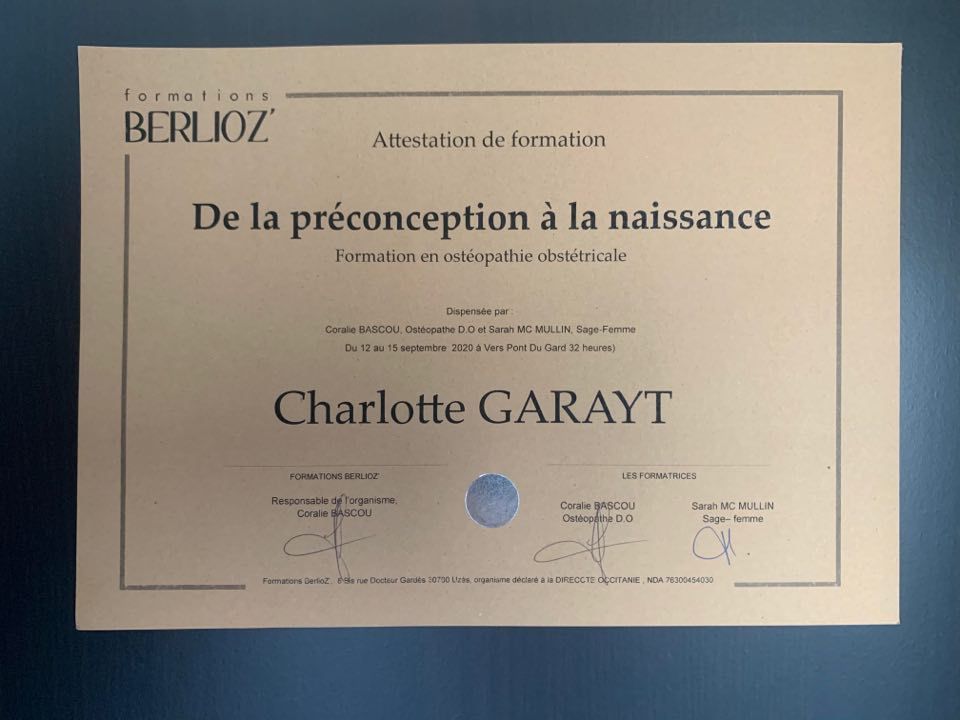 formations
BERLIOZ'
Attestation de formation
De la préconception à la naissance
Formation en ostéopathie obstétricale
Dispensée par :
Coralie BASCOU, Ostéopathe D.O et Sarah MC MULLIN, Sage-Femme
Du 12 au 15 septembre 2020 à Vers Pont Du Gard 32 heures)
Charlotte GARAYT
FORMATIONS BERLIOZ'
Responsable de l'organisme,
Coralie BASCOU
LES FORMATRICES
Coralie BASCOU
Ostéopathe D.O
Sarah MC MULLIN
Sage– femme
Formations BerlioZ', 8 Bis rue Docteur Gardès 30700 Uzès, organisme déclaré à la DIRECCTE OCCITANIE , NDA 76300454030